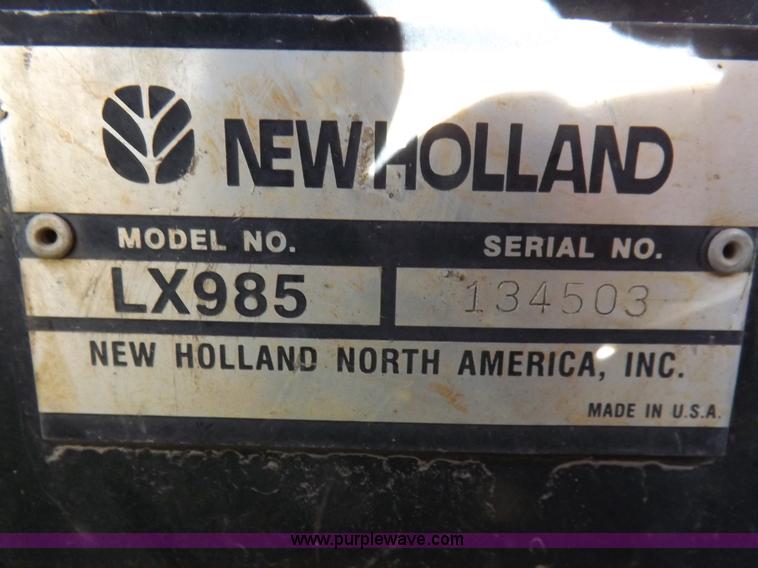 NEW HOLLAND
MODEL NO. SERIAL NO.
LX985 134503
NEW HOLLAND NORTH AMERICA, INC.
MADE IN U.S.A.
www.purplewave.com